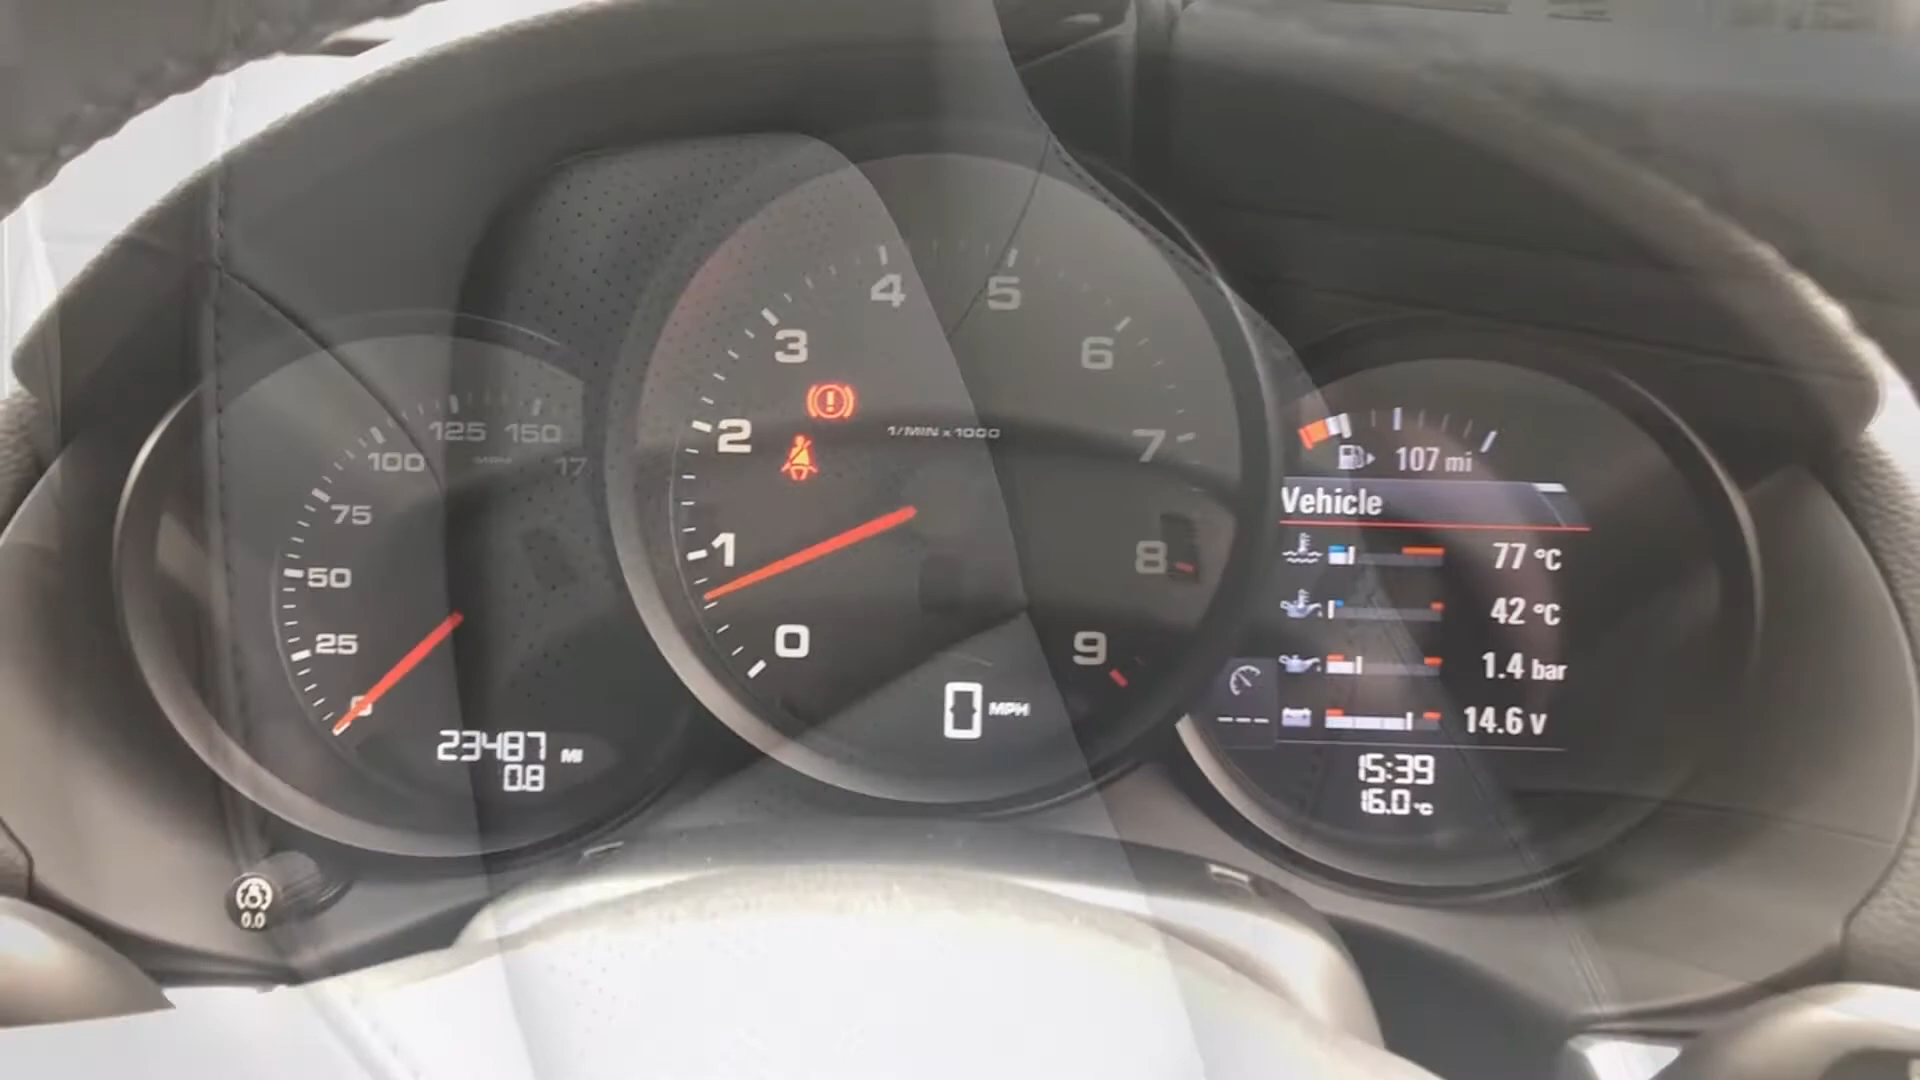 125 150
100 MPH 17
75
50
25
0
23487 MI
0.8
0.0
4 5
3 6
2 1/MIN x 1000 7
1 8
0 9
0 MPH
107 mi
Vehicle
77 °C
42 °C
1.4 bar
14.6 V
---
15:39
16.0 °C